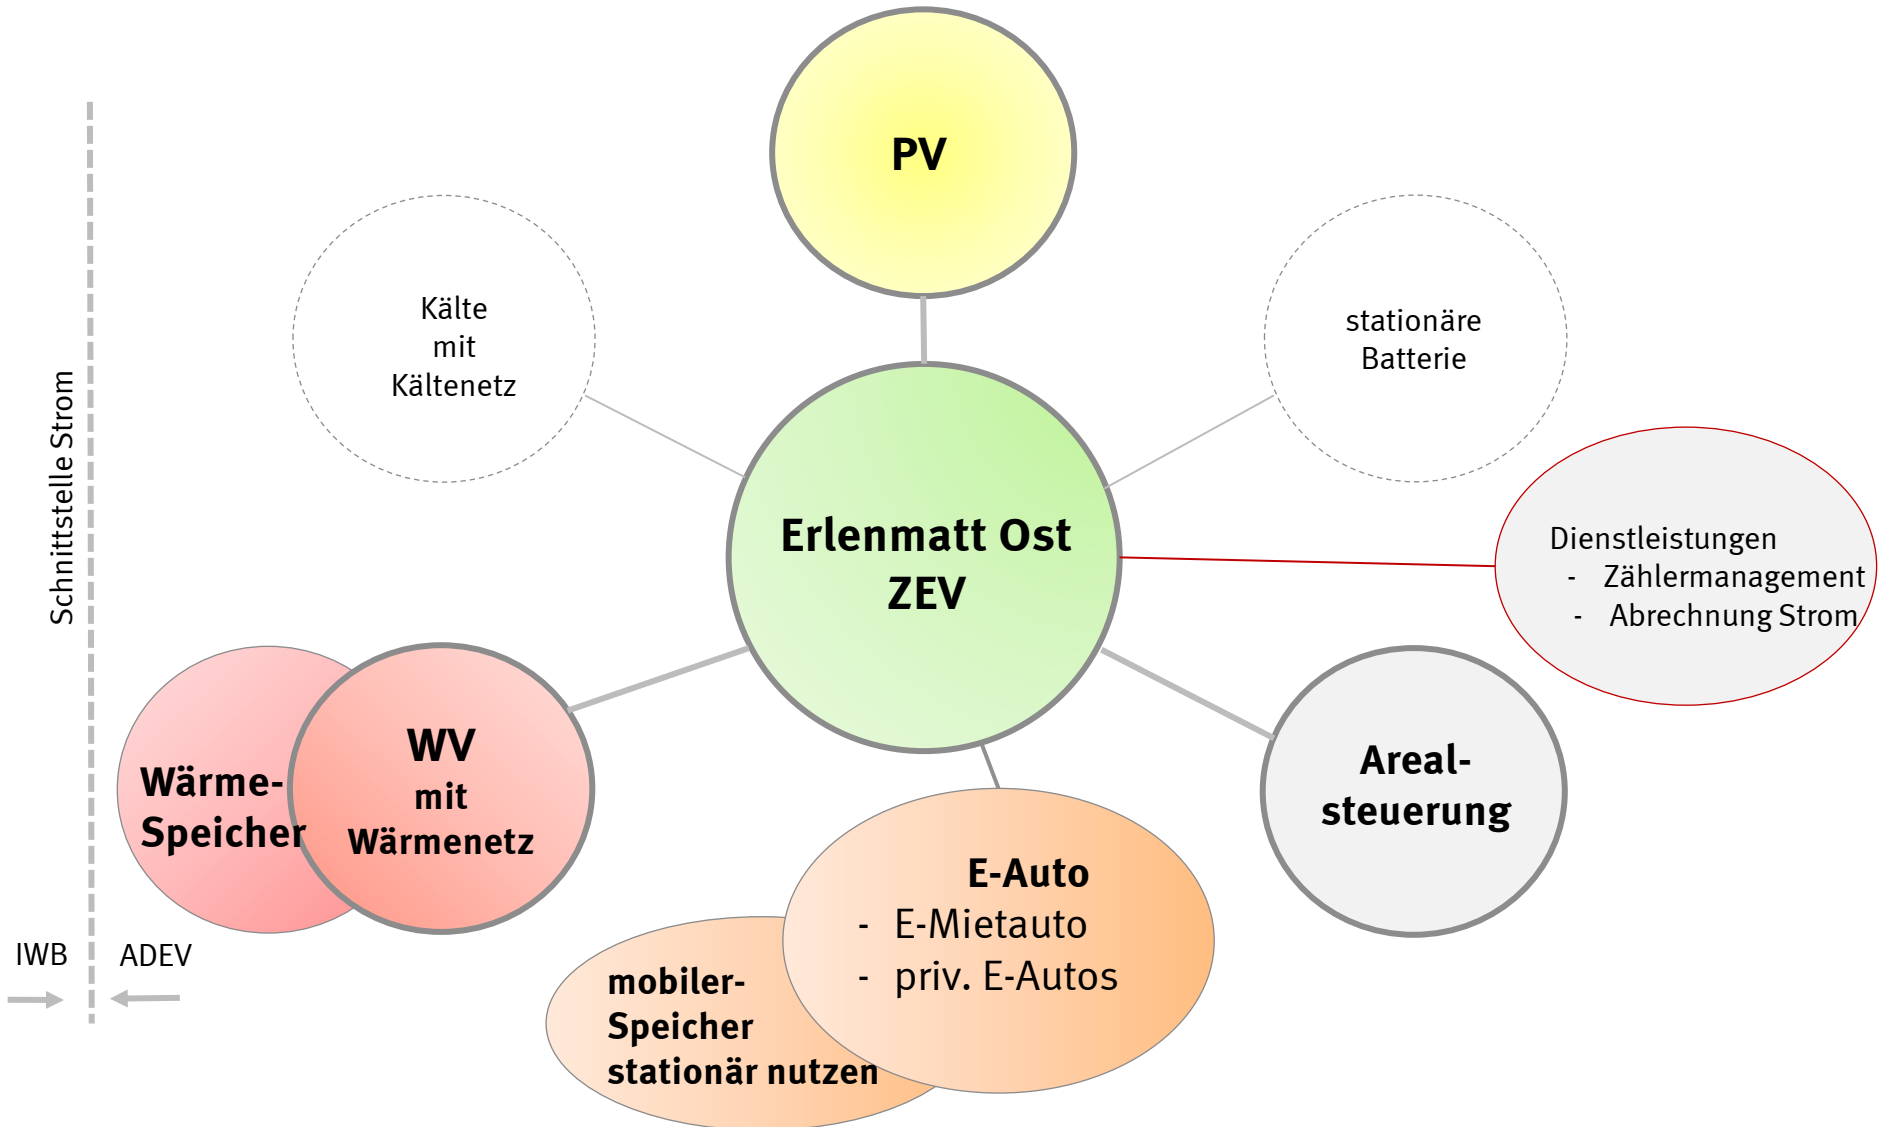 PV
Kälte
mit
Kältenetz
stationäre
Batterie
Schnittstelle Strom
Erlenmatt Ost
ZEV
Dienstleistungen
- Zählermanagement
- Abrechnung Strom
Wärme-
Speicher
WV
mit
Wärmenetz
Areal-
steuerung
E-Auto
- E-Mietauto
- priv. E-Autos
mobiler-
Speicher
stationär nutzen
IWB
ADEV